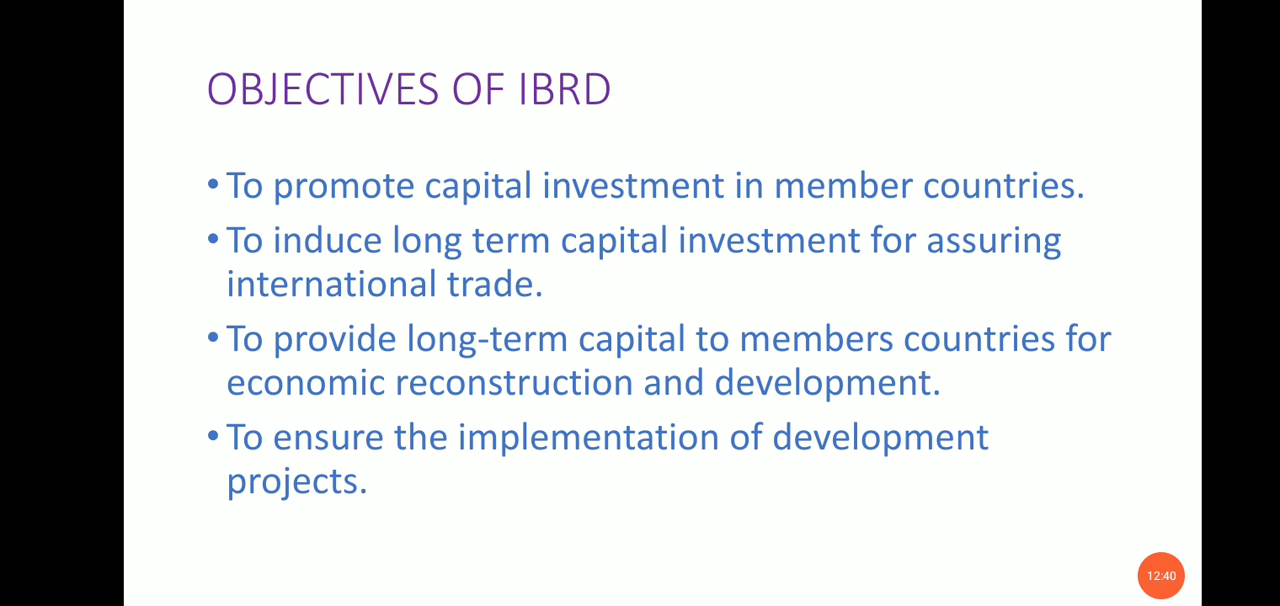 OBJECTIVES OF IBRD
• To promote capital investment in member countries.
• To induce long term capital investment for assuring
international trade.
• To provide long-term capital to members countries for
economic reconstruction and development.
• To ensure the implementation of development
projects.
12:40